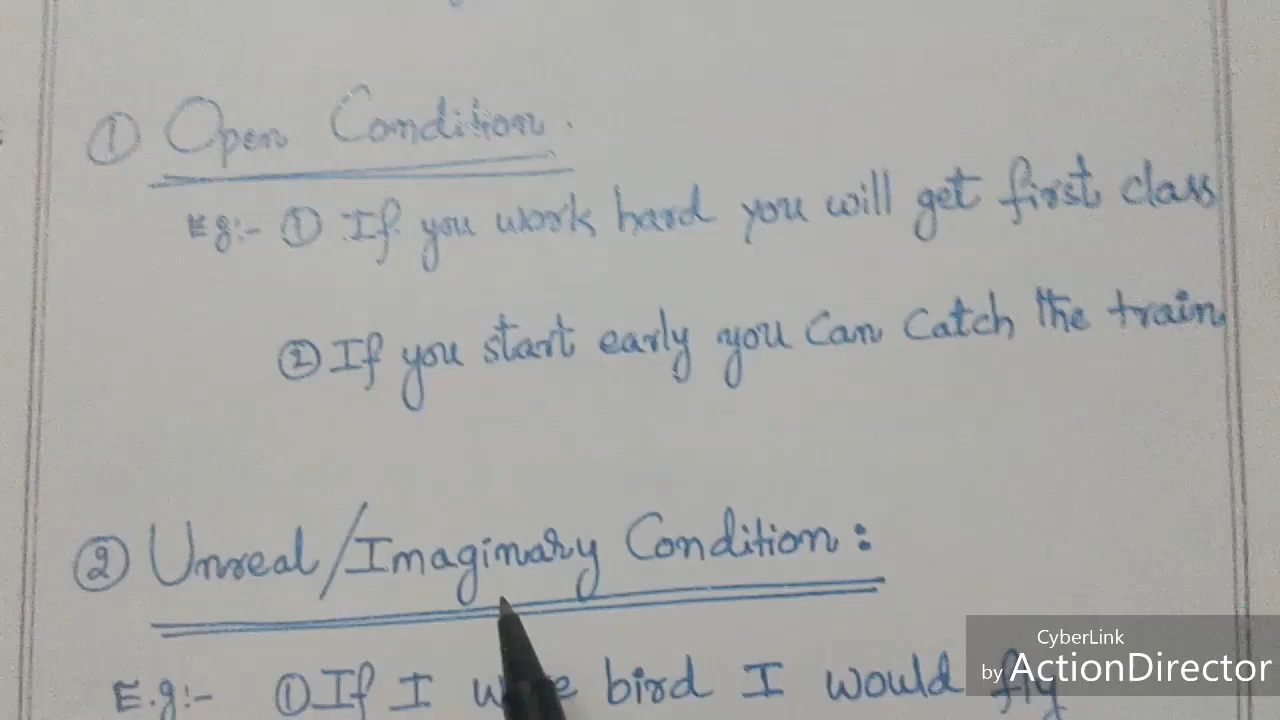 ① Open Condition.
Eg:- ① If you work hard you will get first class
② If you start early you can catch the train
② Unreal/Imaginary Condition:
E.g:- ① If I bird I would fly
CyberLink
by ActionDirector